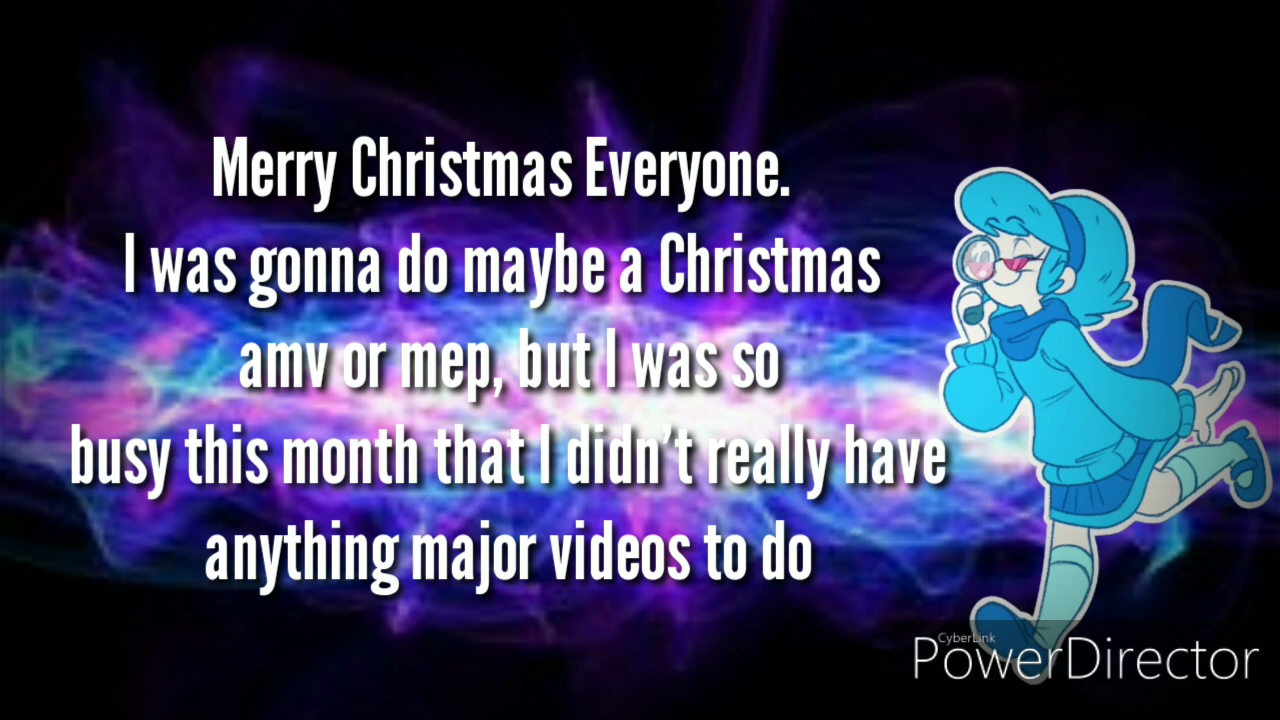 Merry Christmas Everyone.
I was gonna do maybe a Christmas
amv or mep, but I was so
busy this month that I didn't really have
anything major videos to do
CyberLink
PowerDirector